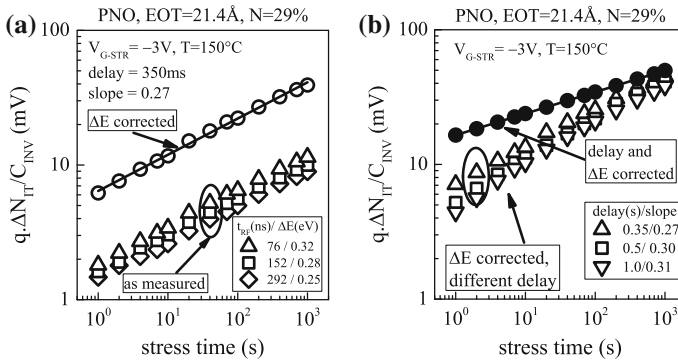 PNO, EOT=21.4Å, N=29%
(a)
V_G-STR = −3V, T=150°C
delay = 350ms
slope = 0.27
ΔE corrected
as measured
t_RF(ns)/ ΔE(eV)
76 / 0.32
152 / 0.28
292 / 0.25
q.ΔN_IT/C_INV (mV)
100
10
1
10^0 10^1 10^2 10^3
stress time (s)
PNO, EOT=21.4Å, N=29%
(b)
V_G-STR = −3V, T=150°C
delay and
ΔE corrected
ΔE corrected,
different delay
delay(s)/slope
0.35/0.27
0.5/ 0.30
1.0/0.31
q.ΔN_IT/C_INV (mV)
100
10
1
10^0 10^1 10^2 10^3
stress time (s)